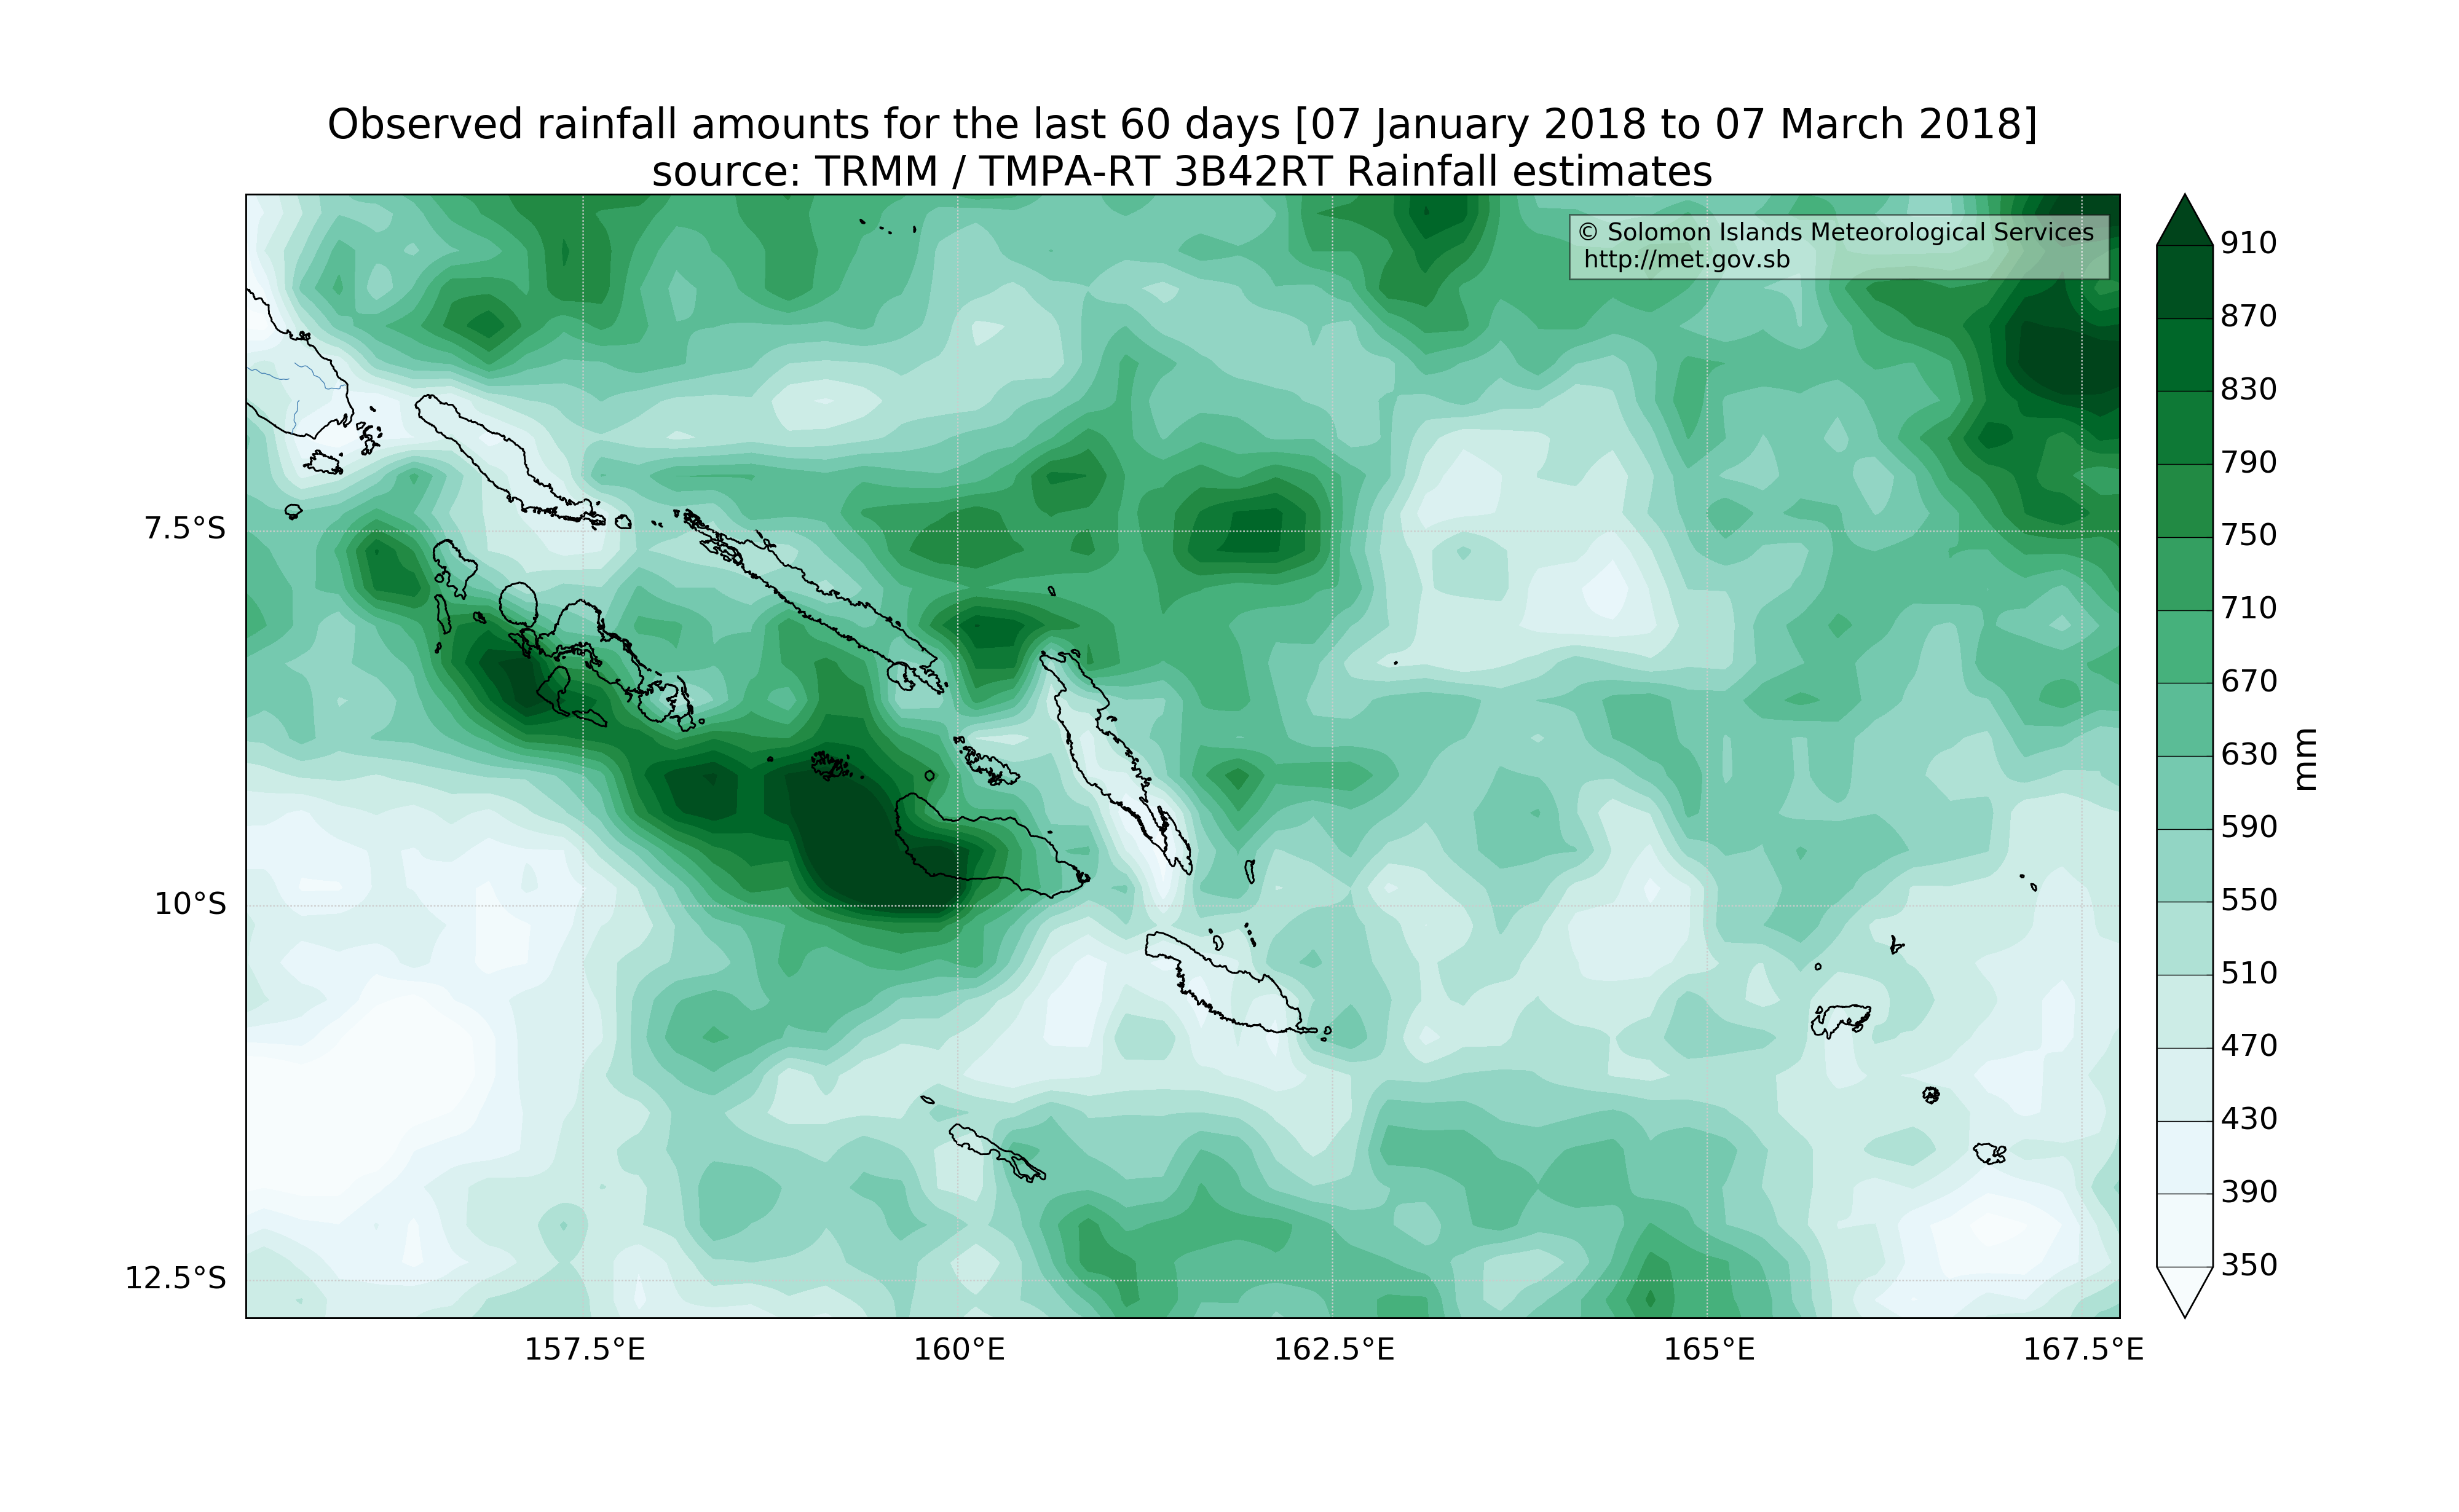 Observed rainfall amounts for the last 60 days [07 January 2018 to 07 March 2018]
source: TRMM / TMPA-RT 3B42RT Rainfall estimates
© Solomon Islands Meteorological Services
http://met.gov.sb
7.5°S
10°S
12.5°S
157.5°E
160°E
162.5°E
165°E
167.5°E
910
870
830
790
750
710
670
630
590
550
510
470
430
390
350
mm